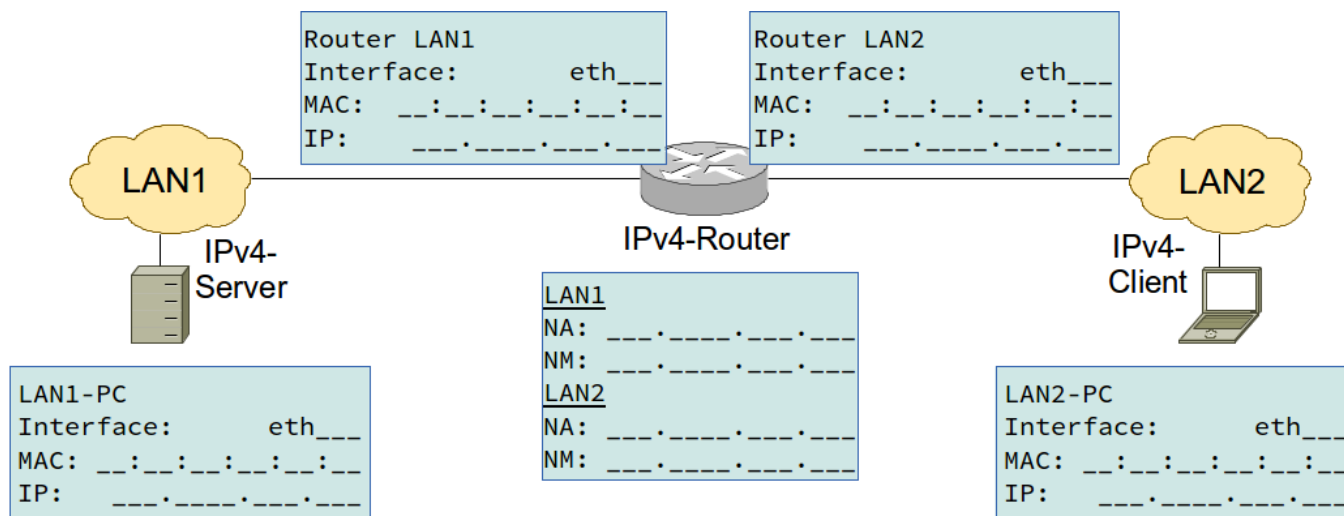 Router LAN1
Interface: eth___
MAC: __:__:__:__:__:__
IP: ___.____.___.___
Router LAN2
Interface: eth___
MAC: __:__:__:__:__:__
IP: ___.____.___.___
LAN1
LAN2
IPv4-Router
IPv4-
Server
IPv4-
Client
LAN1
NA: ___.____.___.___
NM: ___.____.___.___
LAN2
NA: ___.____.___.___
NM: ___.____.___.___
LAN1-PC
Interface: eth___
MAC: __:__:__:__:__:__
IP: ___.____.___.___
LAN2-PC
Interface: eth___
MAC: __:__:__:__:__:__
IP: ___.____.___.___